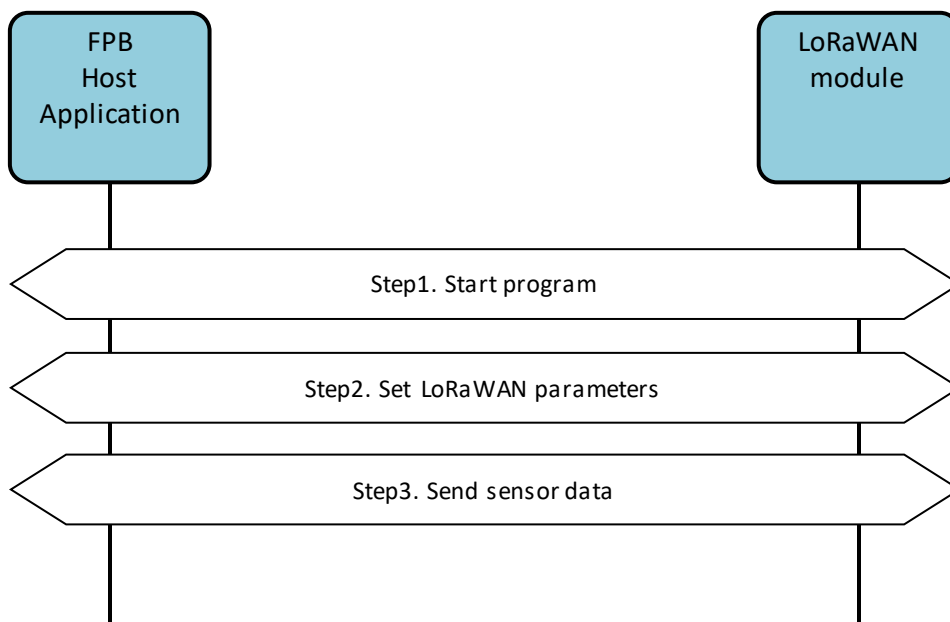 FPB
Host
Application
LoRaWAN
module
Step1. Start program
Step2. Set LoRaWAN parameters
Step3. Send sensor data